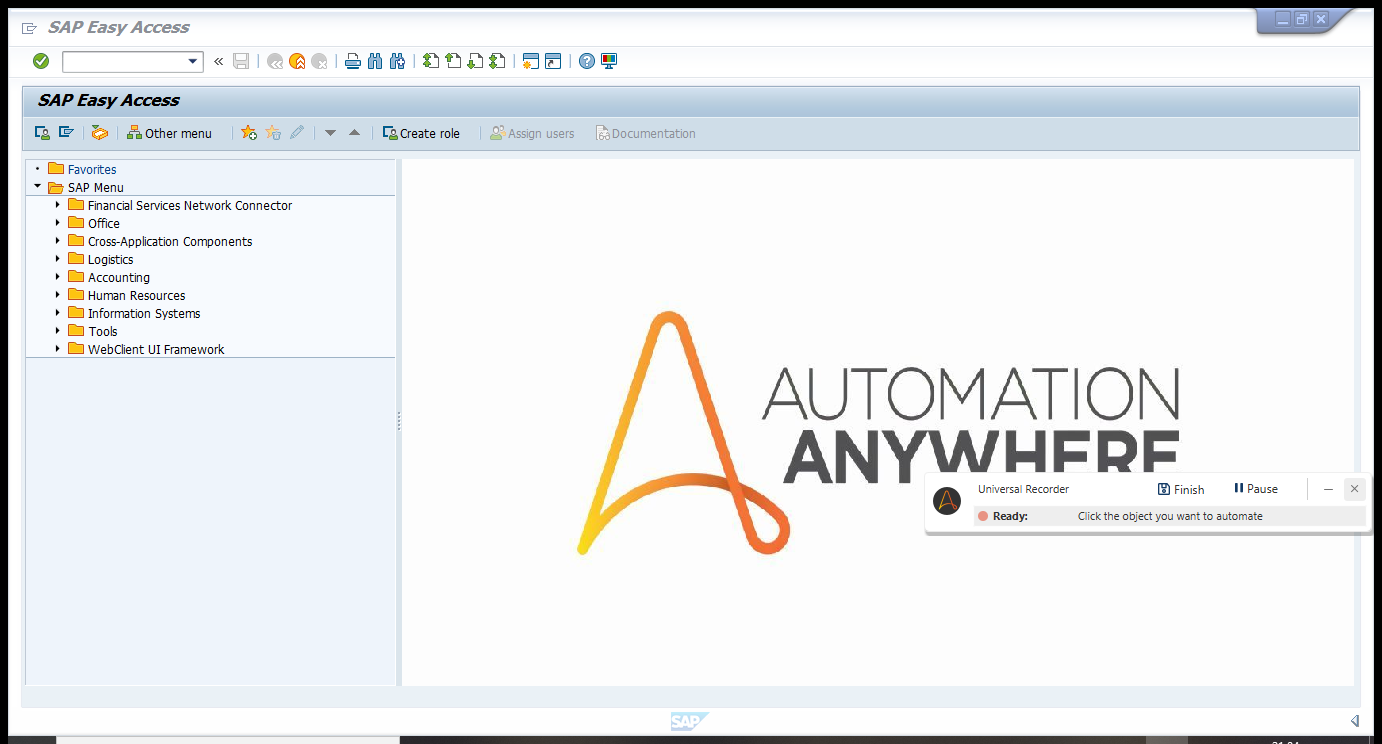 SAP Easy Access
SAP Easy Access
Other menu Create role Assign users Documentation
Favorites
SAP Menu
Financial Services Network Connector
Office
Cross-Application Components
Logistics
Accounting
Human Resources
Information Systems
Tools
WebClient UI Framework
AUTOMATION
ANYWHERE
Universal Recorder Finish Pause
Ready: Click the object you want to automate
SAP